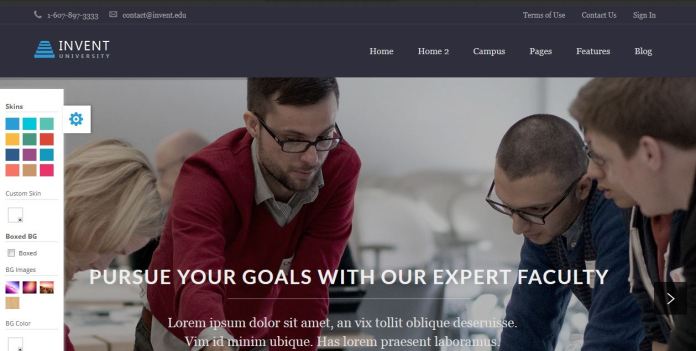 1-607-897-3333 contact@invent.edu Terms of Use Contact Us Sign In
INVENT
UNIVERSITY
Home Home 2 Campus Pages Features Blog
Skins
Custom Skin
Boxed BG
Boxed
BG Images
BG Color
PURSUE YOUR GOALS WITH OUR EXPERT FACULTY
Lorem ipsum dolor sit amet, an vix tollit oblique deseruisse.
Vim id minim ubique. Has lorem praesent laboramus.